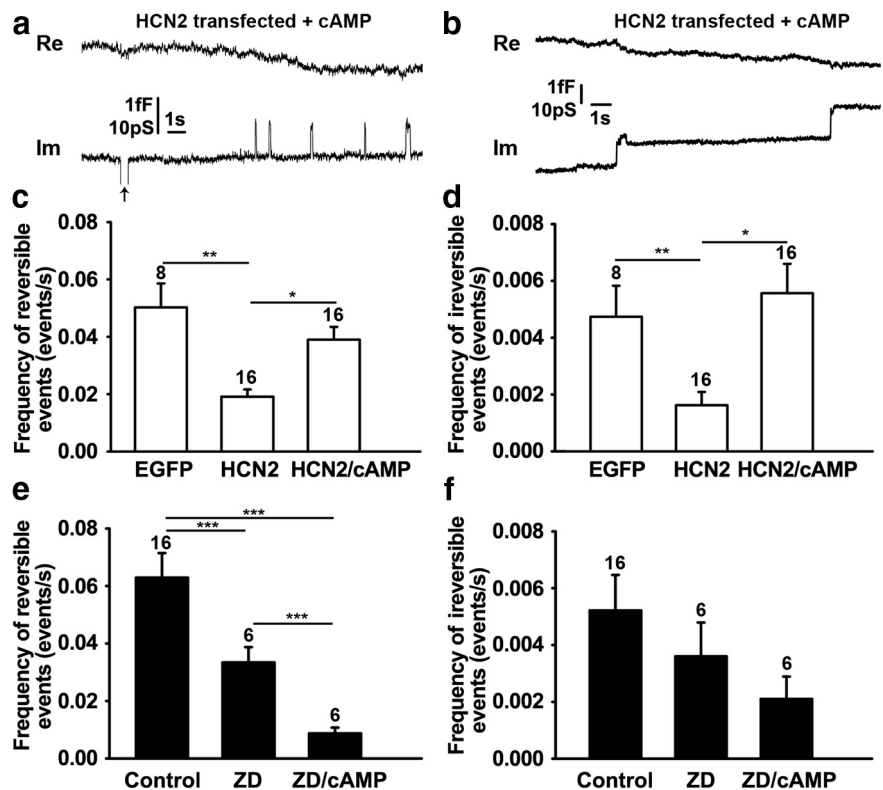 a
HCN2 transfected + cAMP
Re
1fF
10pS
1s
Im
b
HCN2 transfected + cAMP
Re
1fF
10pS
1s
Im
c
Frequency of reversible
events (events/s)
0.08
0.06
0.04
0.02
0.00
8
**
16
*
16
EGFP
HCN2
HCN2/cAMP
d
Frequency of ireversible
events (events/s)
0.008
0.006
0.004
0.002
0.000
8
**
16
*
16
EGFP
HCN2
HCN2/cAMP
e
Frequency of reversible
events (events/s)
0.08
0.06
0.04
0.02
0.00
***
***
16
6
***
6
Control
ZD
ZD/cAMP
f
Frequency of ireversible
events (events/s)
0.008
0.006
0.004
0.002
0.000
16
6
6
Control
ZD
ZD/cAMP